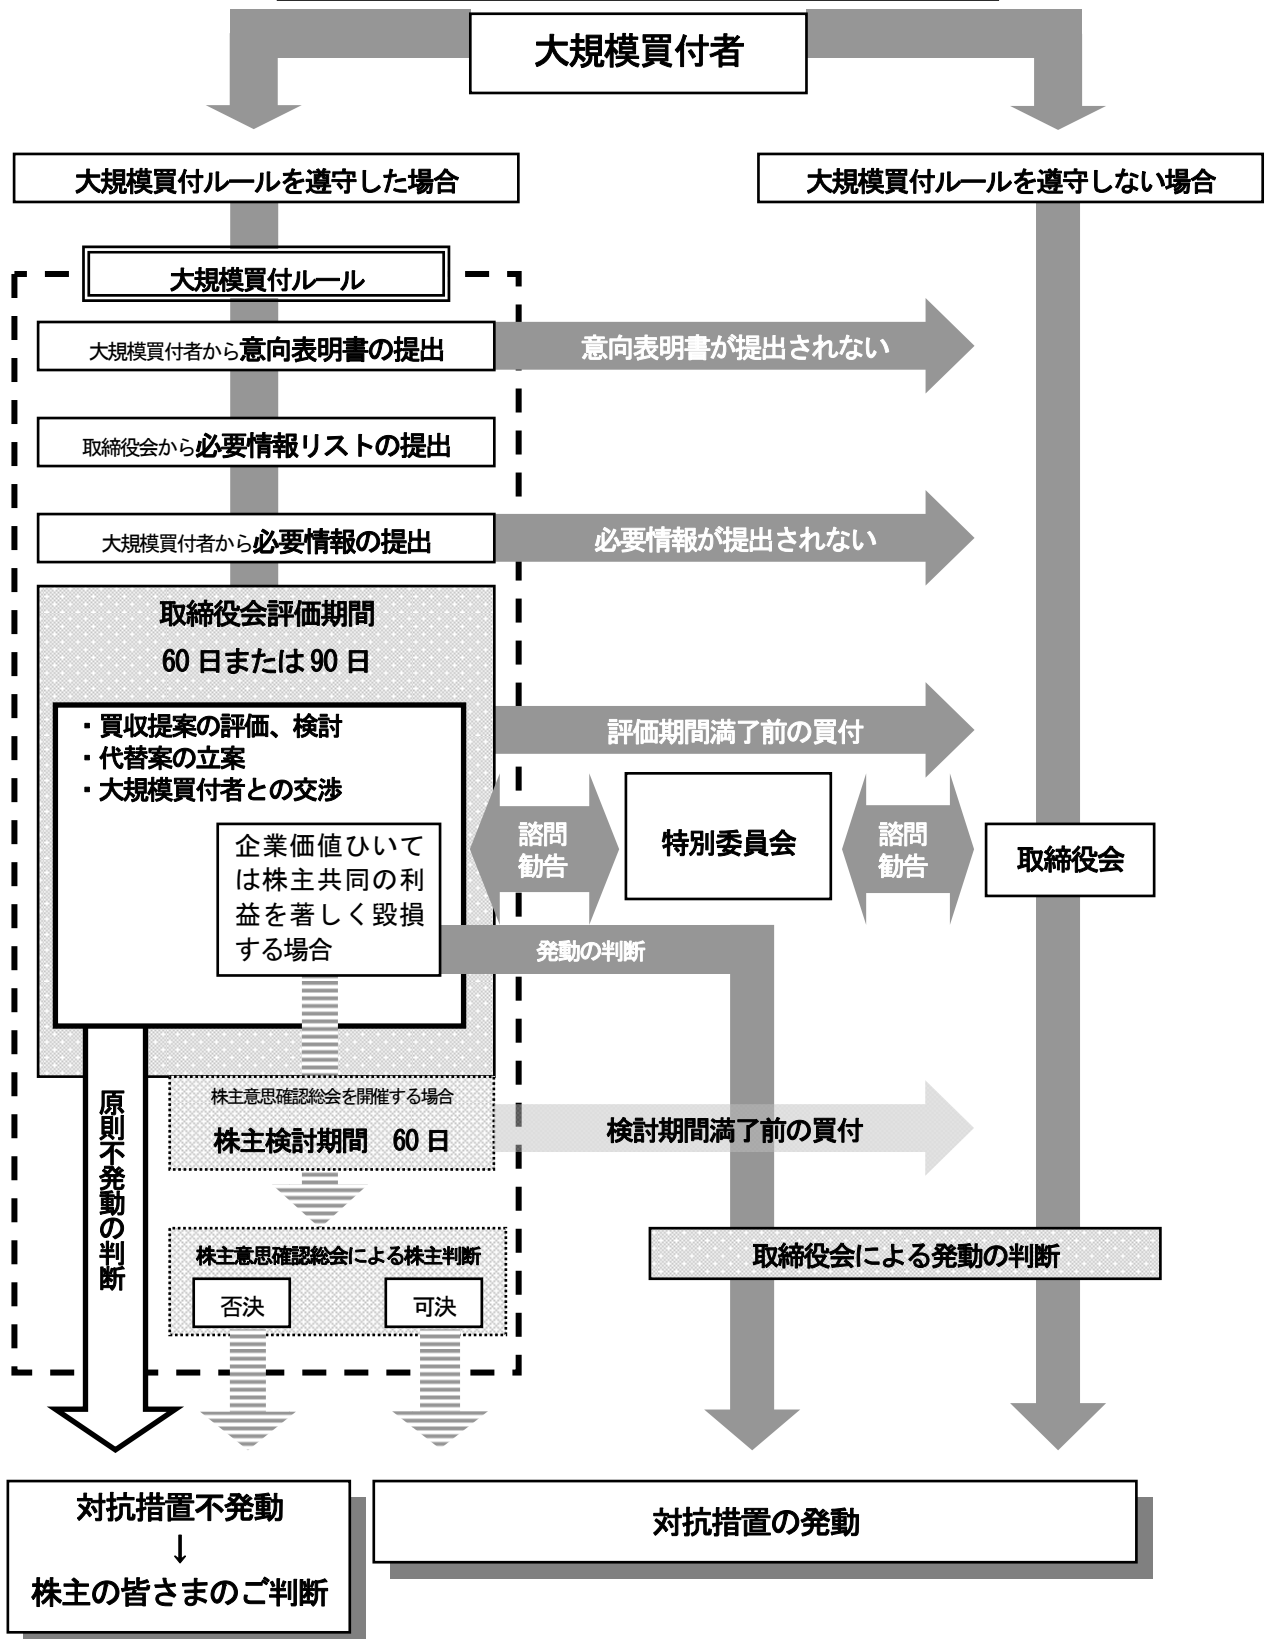 大規模買付者
大規模買付ルールを遵守した場合
大規模買付ルールを遵守しない場合
大規模買付ルール
大規模買付者から意向表明書の提出
意向表明書が提出されない
取締役会から必要情報リストの提出
大規模買付者から必要情報の提出
必要情報が提出されない
取締役会評価期間
60 日または 90 日
・買収提案の評価、検討
・代替案の立案
・大規模買付者との交渉
評価期間満了前の買付
企業価値ひいて
は株主共同の利
益を著しく毀損
する場合
諮問
勧告
特別委員会
諮問
勧告
取締役会
発動の判断
原則不発動の判断
株主意思確認総会を開催する場合
株主検討期間　60 日
検討期間満了前の買付
株主意思確認総会による株主判断
否決
可決
取締役会による発動の判断
対抗措置不発動
↓
株主の皆さまのご判断
対抗措置の発動